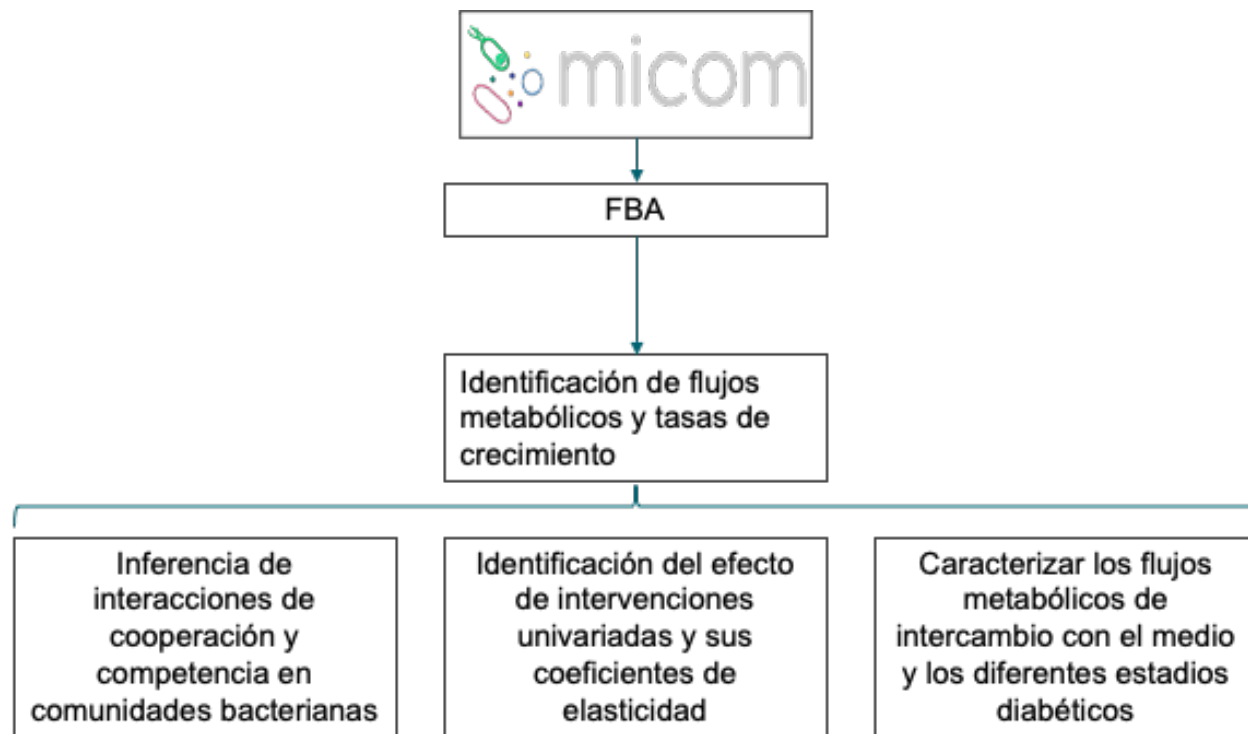 micom
FBA
Identificación de flujos
metabólicos y tasas de
crecimiento
Inferencia de
interacciones de
cooperación y
competencia en
comunidades bacterianas
Identificación del efecto
de intervenciones
univariadas y sus
coeficientes de
elasticidad
Caracterizar los flujos
metabólicos de
intercambio con el medio
y los diferentes estadios
diabéticos